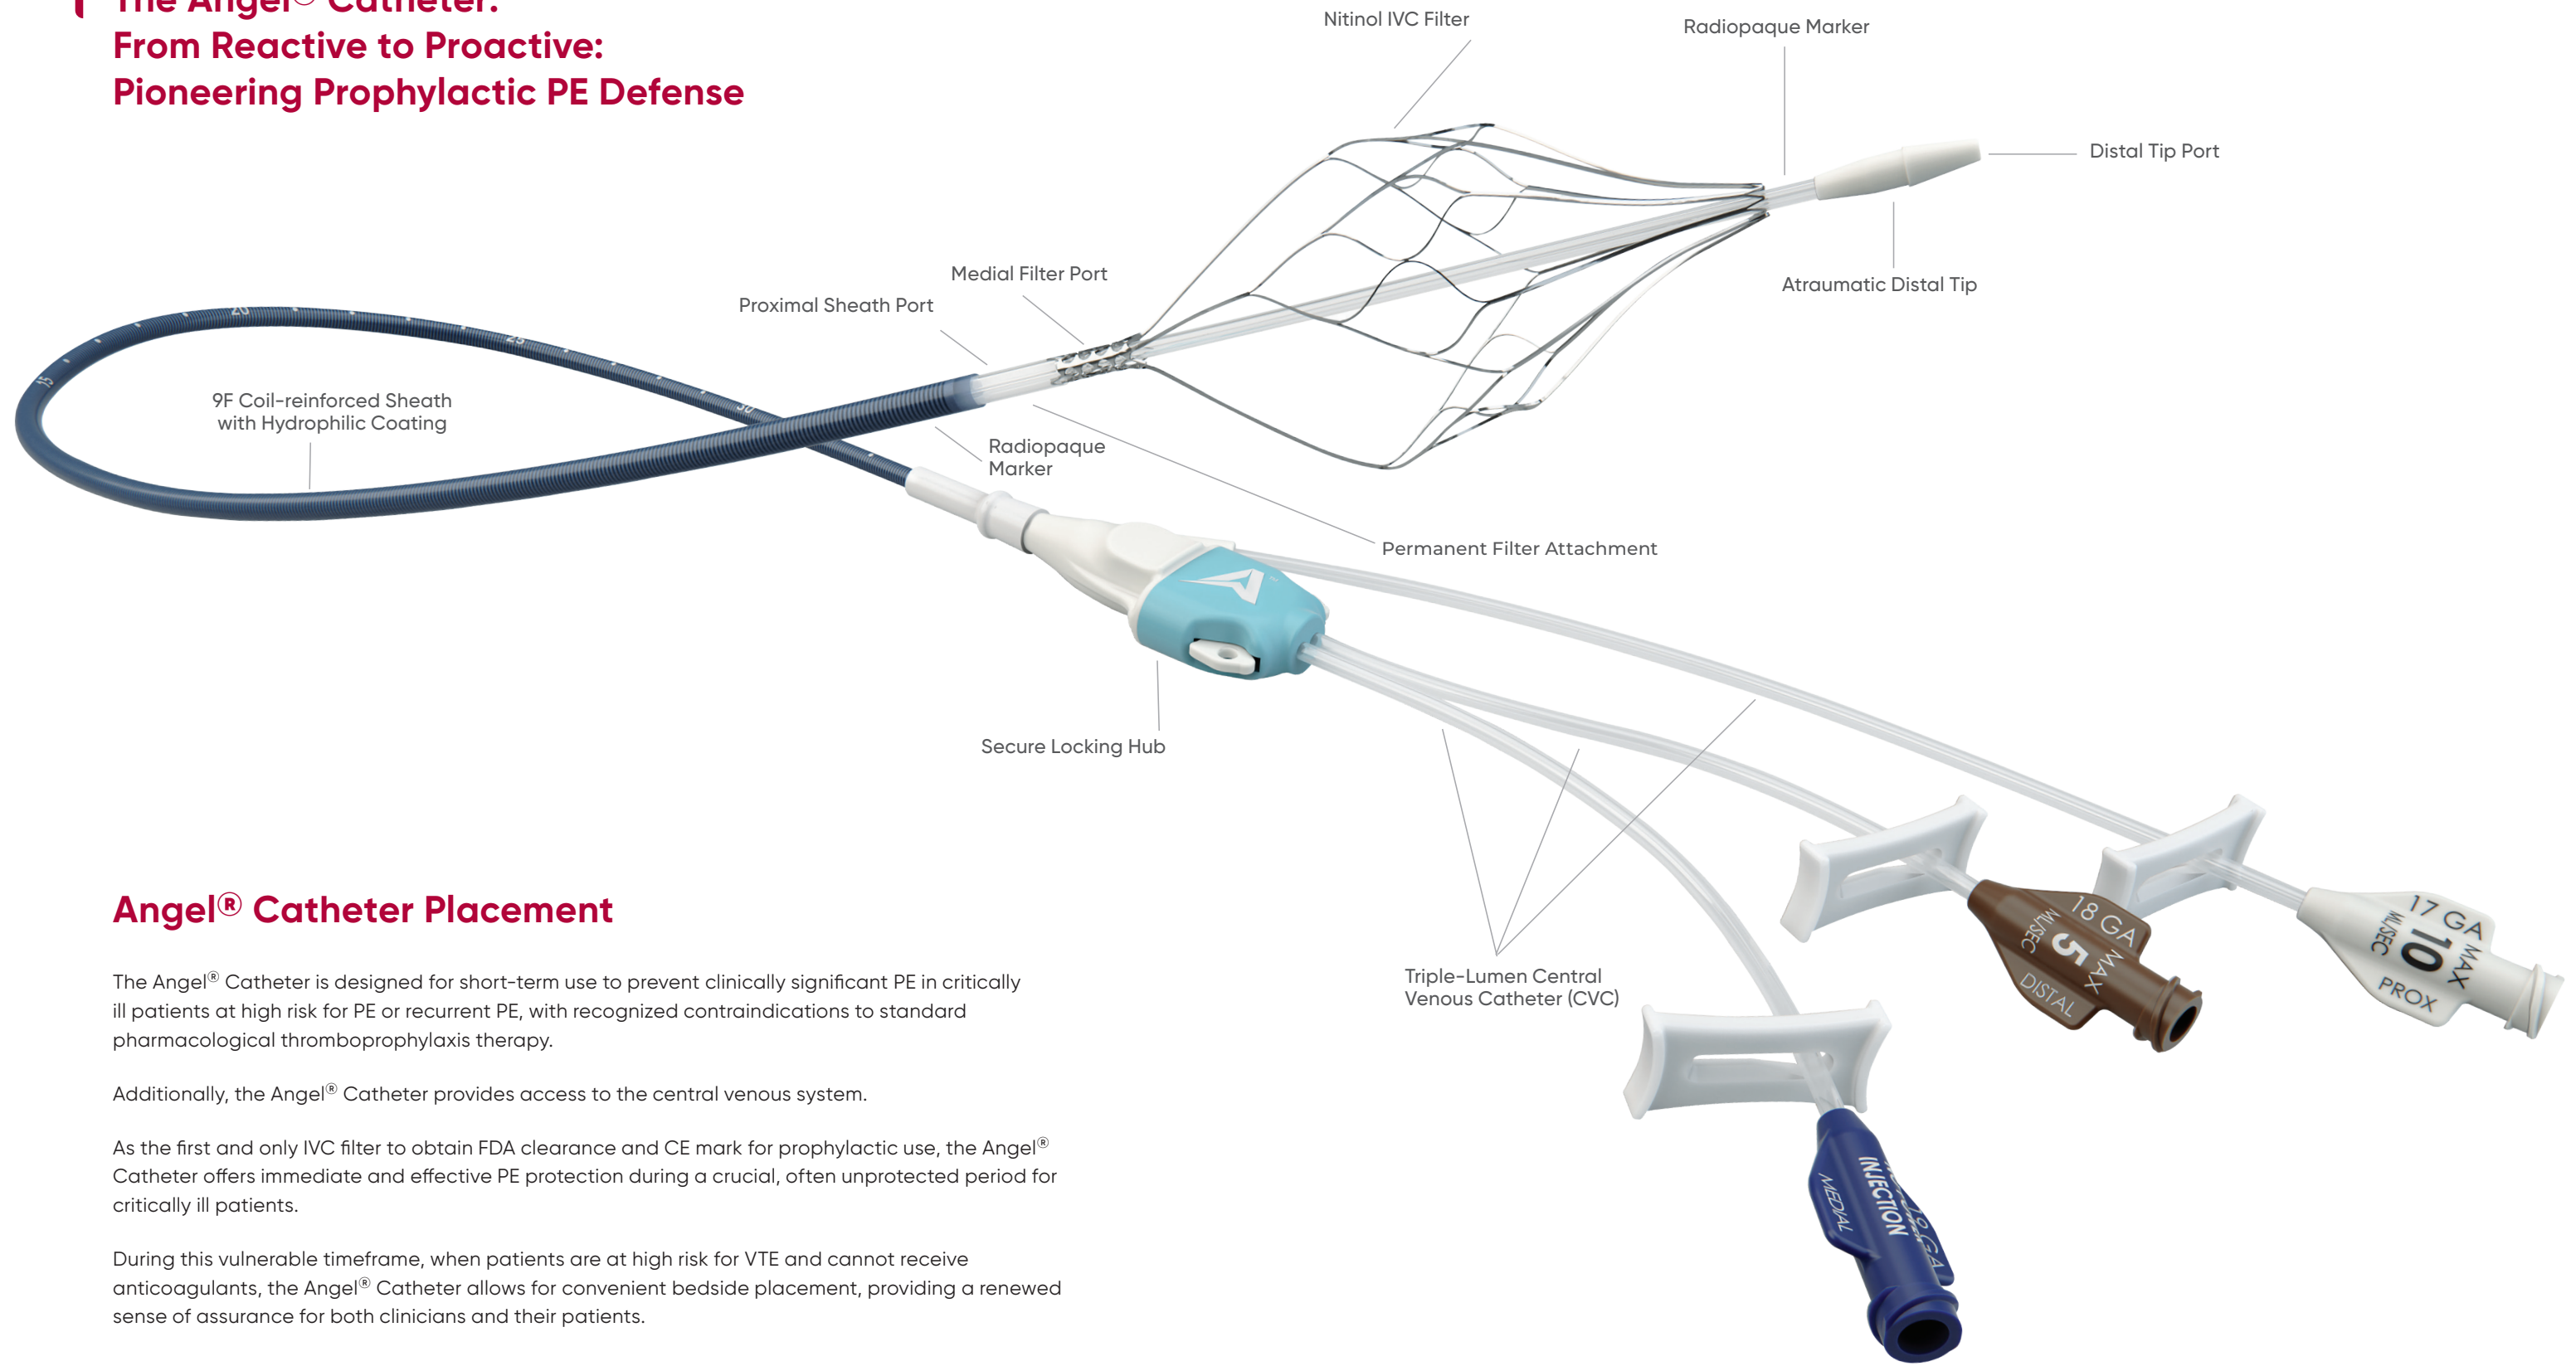 The Angel® Catheter:
From Reactive to Proactive:
Pioneering Prophylactic PE Defense
Nitinol IVC Filter
Radiopaque Marker
Distal Tip Port
Atraumatic Distal Tip
Medial Filter Port
Proximal Sheath Port
20
25
15
30
9F Coil-reinforced Sheath
with Hydrophilic Coating
Radiopaque
Marker
Permanent Filter Attachment
Secure Locking Hub
Triple-Lumen Central
Venous Catheter (CVC)
18 GA
5
ML/SEC
MAX
DISTAL
17 GA
10
ML/SEC
MAX
PROX
INJECTION
MEDIAL
19 GA
Angel® Catheter Placement
The Angel® Catheter is designed for short-term use to prevent clinically significant PE in critically
ill patients at high risk for PE or recurrent PE, with recognized contraindications to standard
pharmacological thromboprophylaxis therapy.
Additionally, the Angel® Catheter provides access to the central venous system.
As the first and only IVC filter to obtain FDA clearance and CE mark for prophylactic use, the Angel®
Catheter offers immediate and effective PE protection during a crucial, often unprotected period for
critically ill patients.
During this vulnerable timeframe, when patients are at high risk for VTE and cannot receive
anticoagulants, the Angel® Catheter allows for convenient bedside placement, providing a renewed
sense of assurance for both clinicians and their patients.